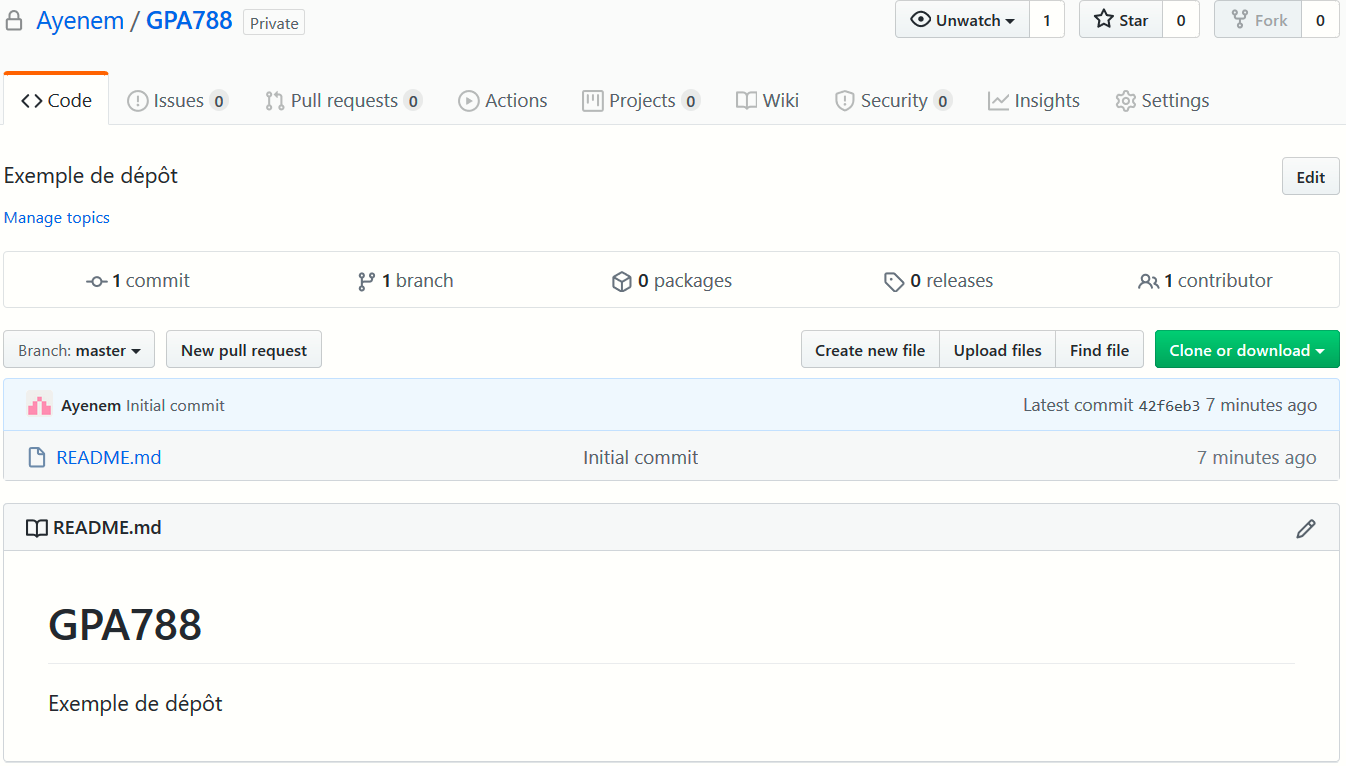 Ayenem / GPA788 Private Unwatch 1 Star 0 Fork 0
Code Issues 0 Pull requests 0 Actions Projects 0 Wiki Security 0 Insights Settings
Exemple de dépôt Edit
Manage topics
1 commit 1 branch 0 packages 0 releases 1 contributor
Branch: master New pull request Create new file Upload files Find file Clone or download
Ayenem Initial commit Latest commit 42f6eb3 7 minutes ago
README.md Initial commit 7 minutes ago
README.md
GPA788
Exemple de dépôt